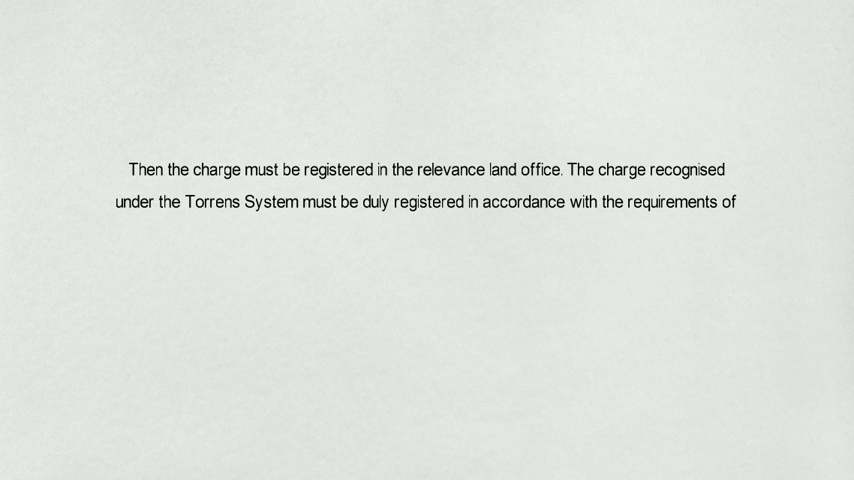 Then the charge must be registered in the relevance land office. The charge recognised
under the Torrens System must be duly registered in accordance with the requirements of